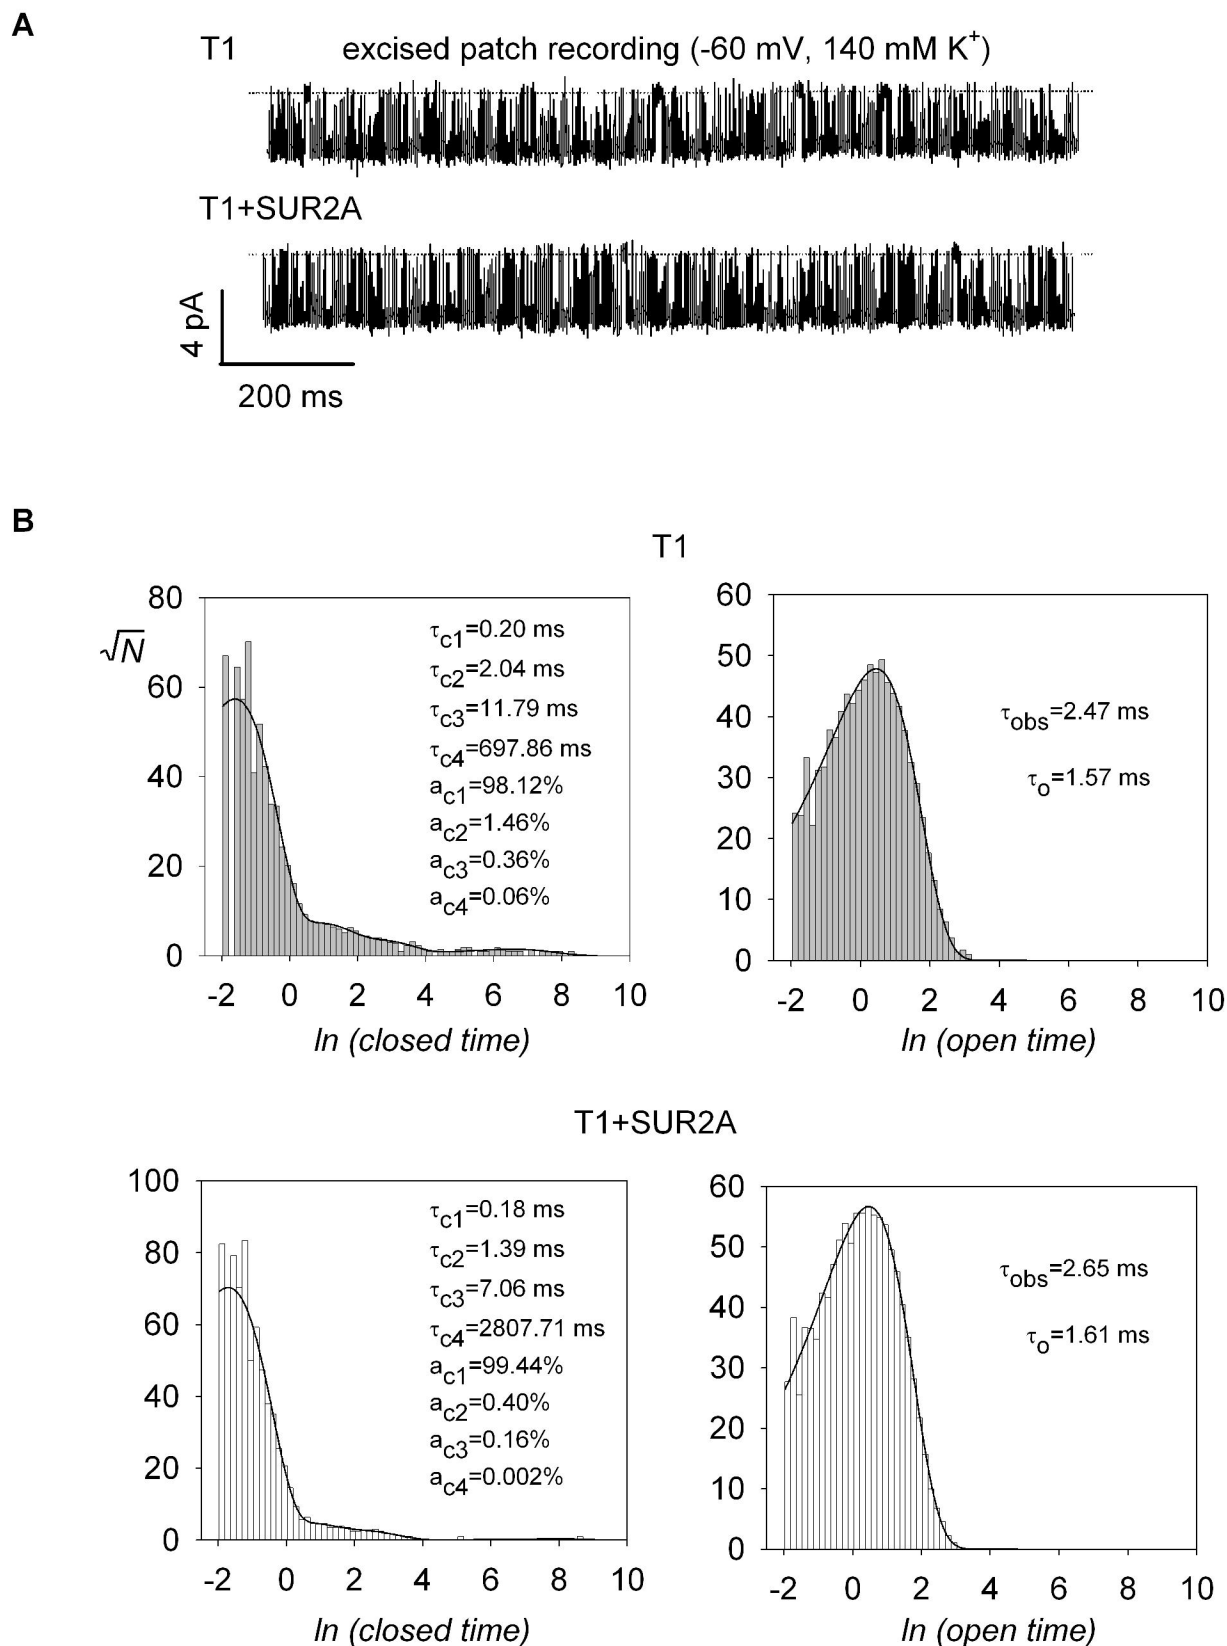 A
T1 excised patch recording (-60 mV, 140 mM K+)
T1+SUR2A
4 pA
200 ms
B
T1
√N
80
60
40
20
0
-2 0 2 4 6 8 10
ln (closed time)
τc1=0.20 ms
τc2=2.04 ms
τc3=11.79 ms
τc4=697.86 ms
ac1=98.12%
ac2=1.46%
ac3=0.36%
ac4=0.06%
60
50
40
30
20
10
0
-2 0 2 4 6 8 10
ln (open time)
τobs=2.47 ms
τo=1.57 ms
T1+SUR2A
100
80
60
40
20
0
-2 0 2 4 6 8 10
ln (closed time)
τc1=0.18 ms
τc2=1.39 ms
τc3=7.06 ms
τc4=2807.71 ms
ac1=99.44%
ac2=0.40%
ac3=0.16%
ac4=0.002%
60
50
40
30
20
10
0
-2 0 2 4 6 8 10
ln (open time)
τobs=2.65 ms
τo=1.61 ms